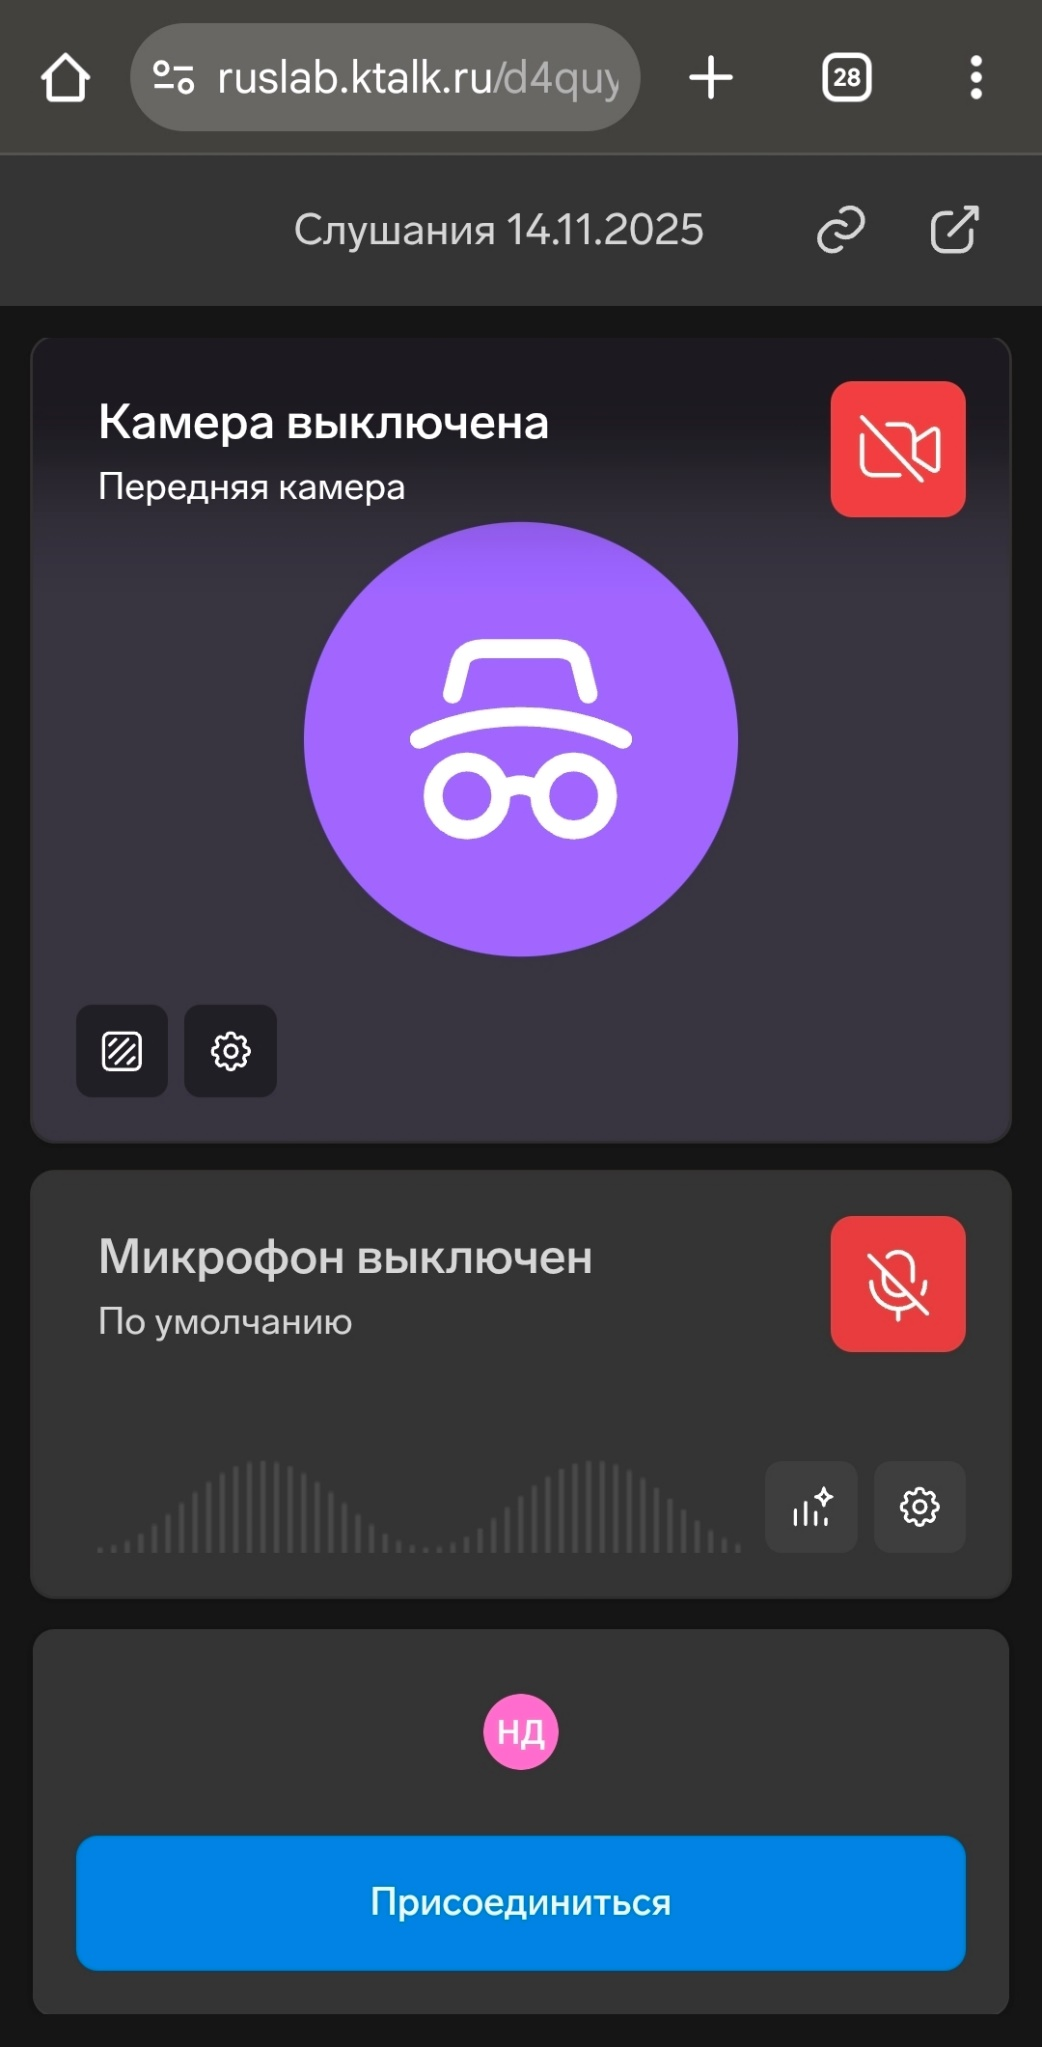 ruslab.ktalk.ru/d4quy
28
Слушания 14.11.2025
Камера выключена
Передняя камера
Микрофон выключен
По умолчанию
НД
Присоединиться